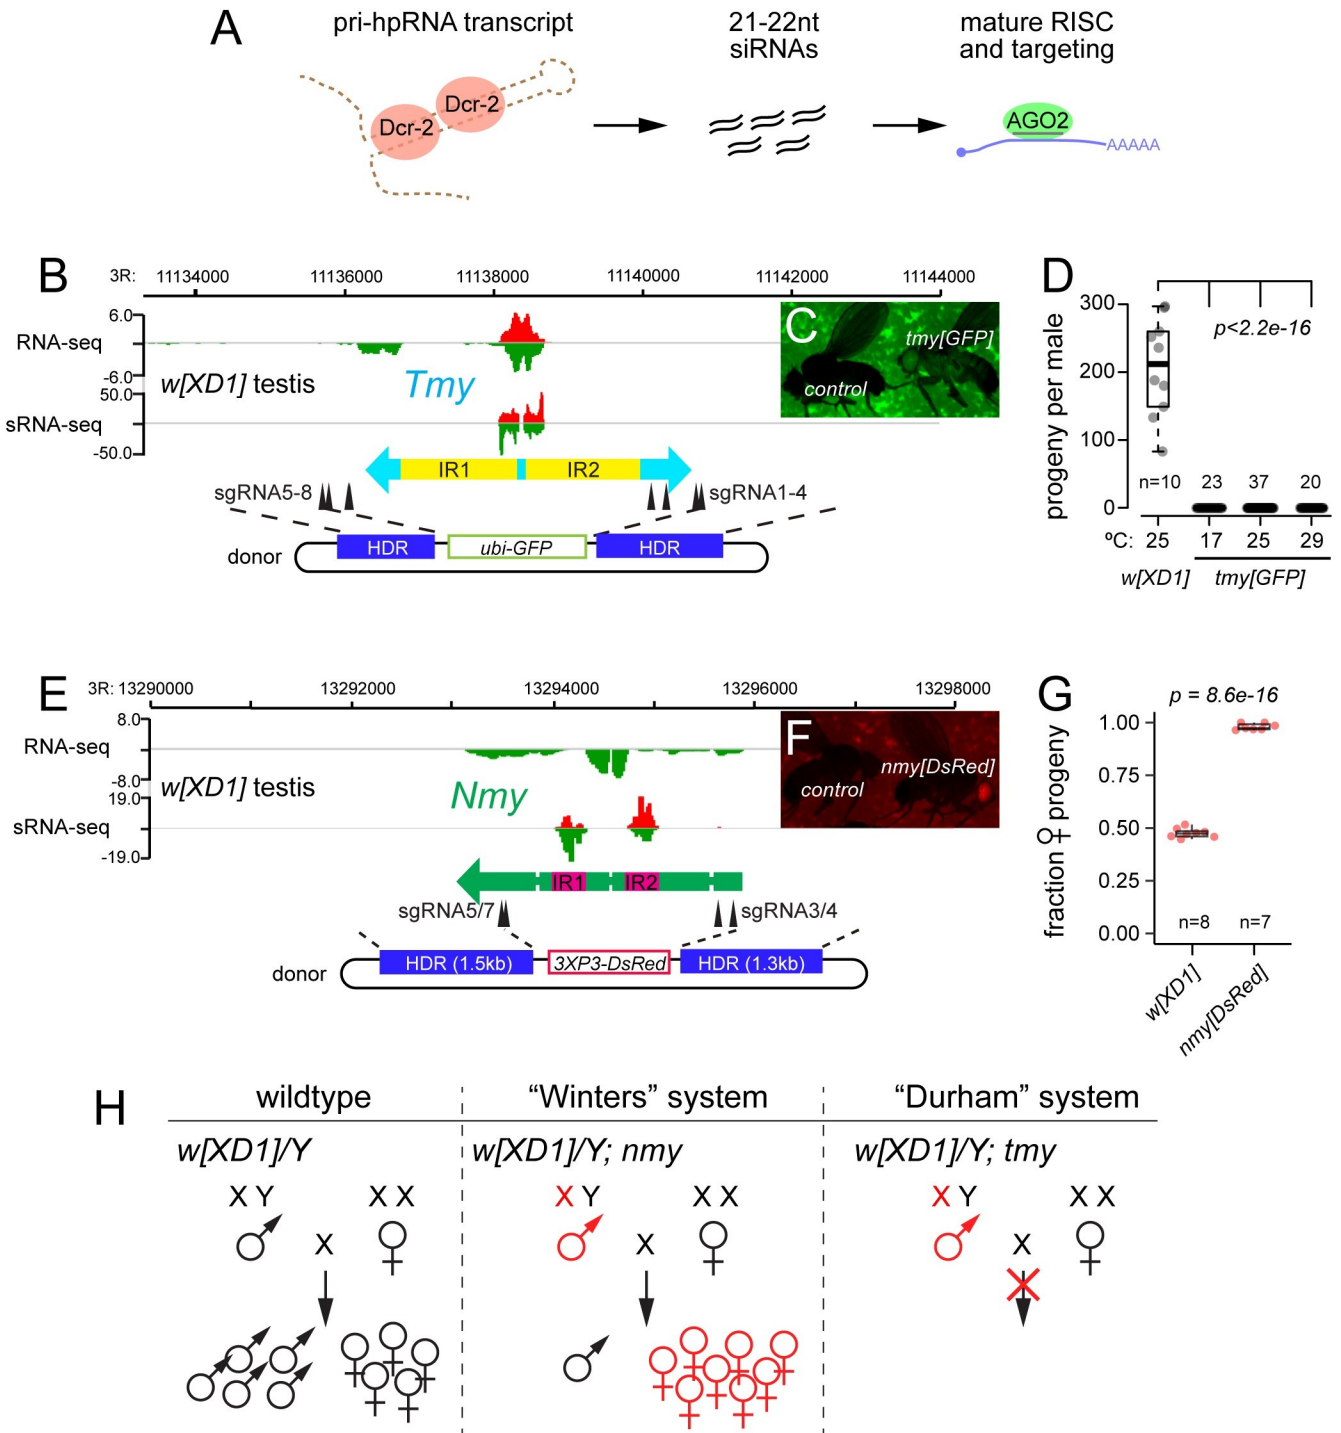 A
pri-hpRNA transcript
21-22nt
siRNAs
mature RISC
and targeting
Dcr-2
Dcr-2
AGO2
AAAAA
B
3R: 11134000 11136000 11138000 11140000 11142000 11144000
6.0
RNA-seq
-6.0
w[XD1] testis
Tmy
50.0
sRNA-seq
-50.0
IR1
IR2
sgRNA5-8
sgRNA1-4
HDR
ubi-GFP
HDR
donor
C
tmy[GFP]
control
D
progeny per male
300
200
100
0
p<2.2e-16
n=10 23 37 20
ºC: 25 17 25 29
w[XD1] tmy[GFP]
E
3R: 13290000 13292000 13294000 13296000 13298000
8.0
RNA-seq
-8.0
w[XD1] testis
Nmy
19.0
sRNA-seq
-19.0
IR1
IR2
sgRNA5/7
sgRNA3/4
HDR (1.5kb)
3XP3-DsRed
HDR (1.3kb)
donor
F
nmy[DsRed]
control
G
p = 8.6e-16
fraction ♀ progeny
1.00
0.75
0.50
0.25
0.00
n=8 n=7
w[XD1]
nmy[DsRed]
H
wildtype
“Winters” system
“Durham” system
w[XD1]/Y
w[XD1]/Y; nmy
w[XD1]/Y; tmy
X Y X X
X Y X X
X Y X X
X
X
X